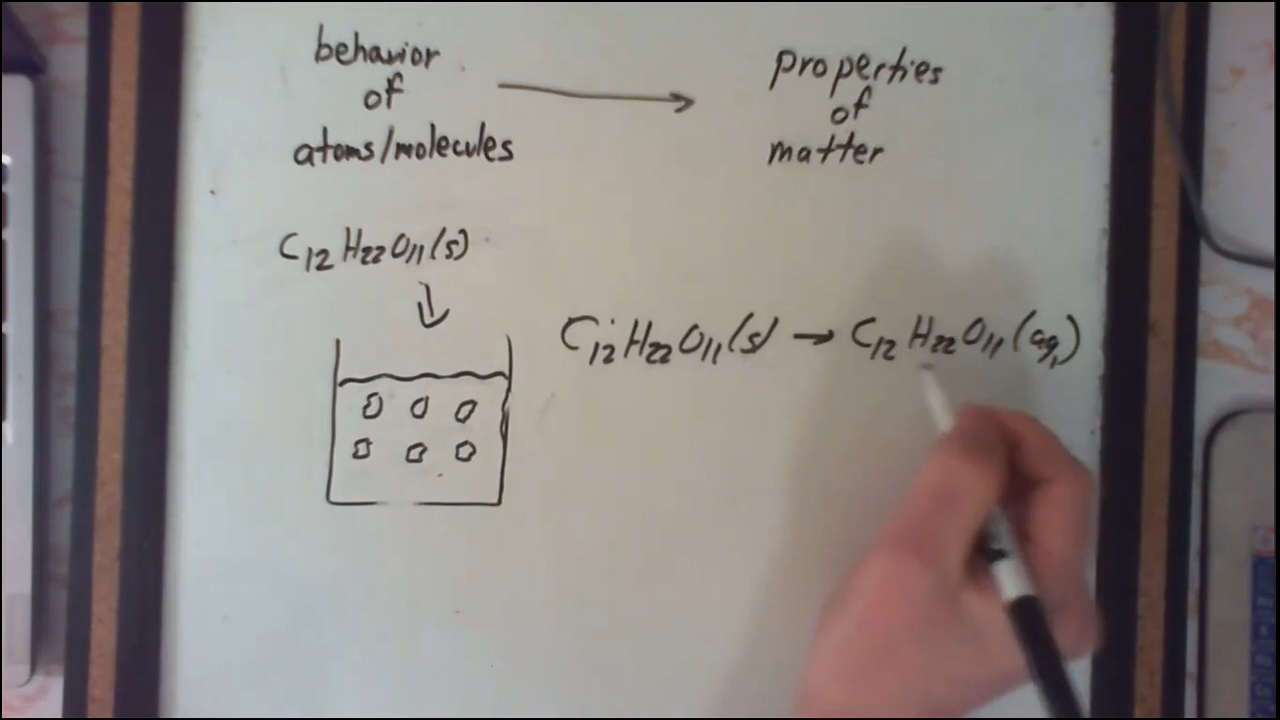 behavior
of
atoms/molecules
properties
of
matter
C12H22O11(s)
C12H22O11(s) → C12H22O11(aq)